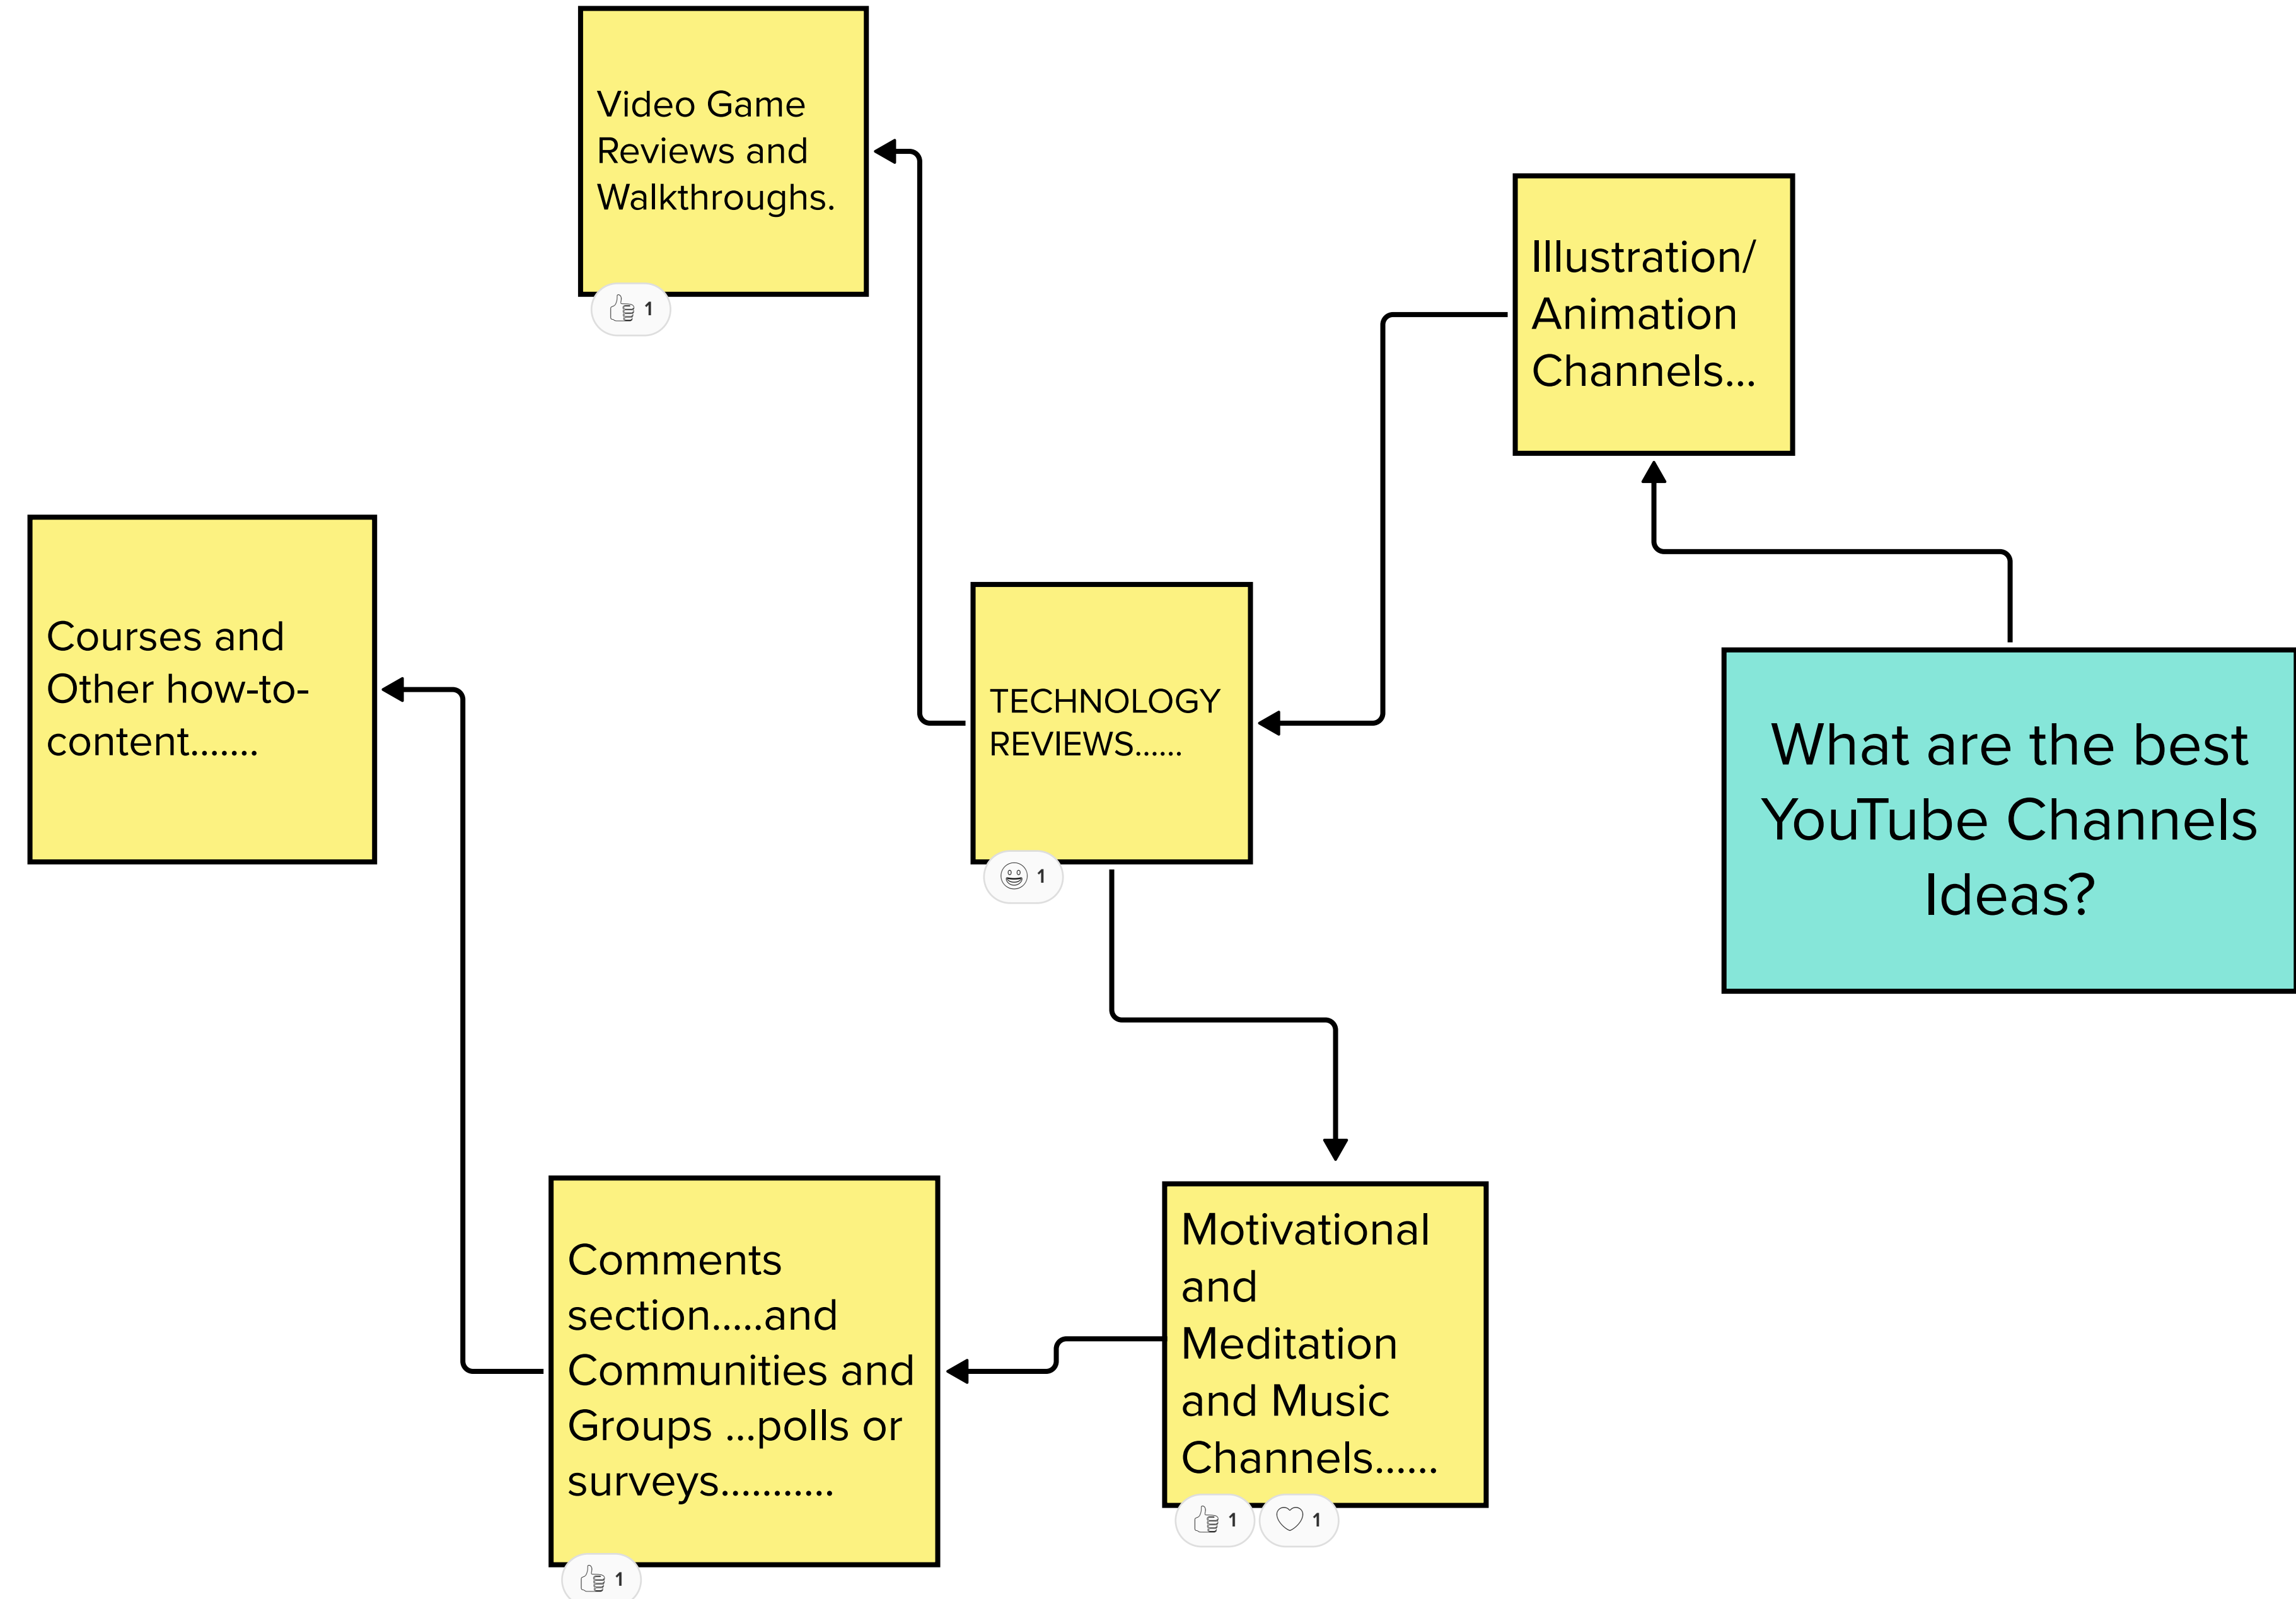 Video Game
Reviews and
Walkthroughs.
1
Illustration/
Animation
Channels...
Courses and
Other how-to-
content.......
TECHNOLOGY
REVIEWS......
1
What are the best
YouTube Channels
Ideas?
Comments
section.....and
Communities and
Groups ...polls or
surveys...........
1
Motivational
and
Meditation
and Music
Channels......
1
1